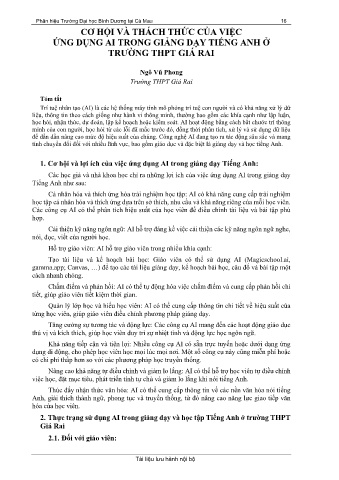 Phân hiệu Trường Đại học Bình Dương tại Cà Mau 16
CƠ HỘI VÀ THÁCH THỨC CỦA VIỆC
ỨNG DỤNG AI TRONG GIẢNG DẠY TIẾNG ANH Ở
TRƯỜNG THPT GIÁ RAI
Ngô Vũ Phong
Trường THPT Giá Rai
Tóm tắt
Trí tuệ nhân tạo (AI) là các hệ thống máy tính mô phỏng trí tuệ con người và có khả năng xử lý dữ
liệu, thông tin theo cách giống như hành vi thông minh, thường bao gồm các khía cạnh như lập luận,
học hỏi, nhận thức, dự đoán, lập kế hoạch hoặc kiểm soát. AI hoạt động bằng cách bắt chước trí thông
minh của con người, học hỏi từ các lỗi đã mắc trước đó, đồng thời phân tích, xử lý và sử dụng dữ liệu
để dần dần nâng cao mức độ hiệu suất của chúng. Công nghệ AI đang tạo ra tác động sâu sắc và mang
tính chuyển đổi đối với nhiều lĩnh vực, bao gồm giáo dục và đặc biệt là giảng dạy và học tiếng Anh.
1. Cơ hội và lợi ích của việc ứng dụng AI trong giảng dạy Tiếng Anh:
Các học giả và nhà khoa học chỉ ra những lợi ích của việc ứng dụng AI trong giảng dạy
Tiếng Anh như sau:
Cá nhân hóa và thích ứng hóa trải nghiệm học tập: AI có khả năng cung cấp trải nghiệm
học tập cá nhân hóa và thích ứng dựa trên sở thích, nhu cầu và khả năng riêng của mỗi học viên.
Các công cụ AI có thể phân tích hiệu suất của học viên để điều chỉnh tài liệu và bài tập phù
hợp.
Cải thiện kỹ năng ngôn ngữ: AI hỗ trợ đáng kể việc cải thiện các kỹ năng ngôn ngữ nghe,
nói, đọc, viết của người học.
Hỗ trợ giáo viên: AI hỗ trợ giáo viên trong nhiều khía cạnh:
Tạo tài liệu và kế hoạch bài học: Giáo viên có thể sử dụng AI (Magicschool.ai,
gamma.app; Canvas, …) để tạo các tài liệu giảng dạy, kế hoạch bài học, câu đố và bài tập một
cách nhanh chóng.
Chấm điểm và phản hồi: AI có thể tự động hóa việc chấm điểm và cung cấp phản hồi chi
tiết, giúp giáo viên tiết kiệm thời gian.
Quản lý lớp học và hiểu học viên: AI có thể cung cấp thông tin chi tiết về hiệu suất của
từng học viên, giúp giáo viên điều chỉnh phương pháp giảng dạy.
Tăng cường sự tương tác và động lực: Các công cụ AI mang đến các hoạt động giáo dục
thú vị và kích thích, giúp học viên duy trì sự nhiệt tình và động lực học ngôn ngữ.
Khả năng tiếp cận và tiện lợi: Nhiều công cụ AI có sẵn trực tuyến hoặc dưới dạng ứng
dụng di động, cho phép học viên học mọi lúc mọi nơi. Một số công cụ này cũng miễn phí hoặc
có chi phí thấp hơn so với các phương pháp học truyền thống.
Nâng cao khả năng tự điều chỉnh và giảm lo lắng: AI có thể hỗ trợ học viên tự điều chỉnh
việc học, đặt mục tiêu, phát triển tính tự chủ và giảm lo lắng khi nói tiếng Anh.
Thúc đẩy nhận thức văn hóa: AI có thể cung cấp thông tin về các nền văn hóa nói tiếng
Anh, giải thích thành ngữ, phong tục và truyền thống, từ đó nâng cao năng lực giao tiếp văn
hóa của học viên.
2. Thực trạng sử dụng AI trong giảng dạy và học tập Tiếng Anh ở trường THPT
Giá Rai
2.1. Đối với giáo viên:
Tài liệu lưu hành nội bộ